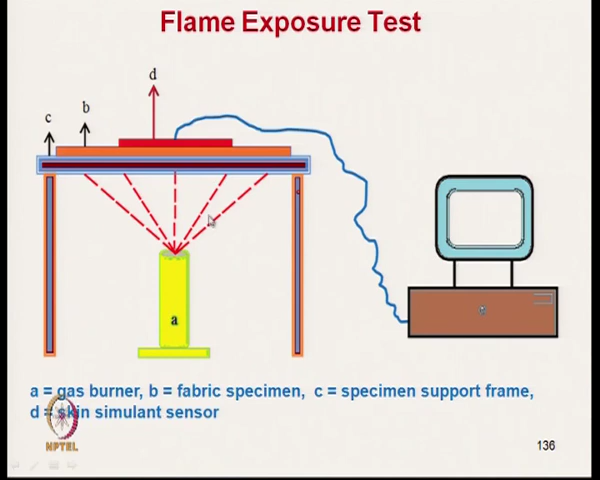 Flame Exposure Test
d
b
c
a
a = gas burner, b = fabric specimen, c = specimen support frame,
d = skin simulant sensor
NPTEL
136